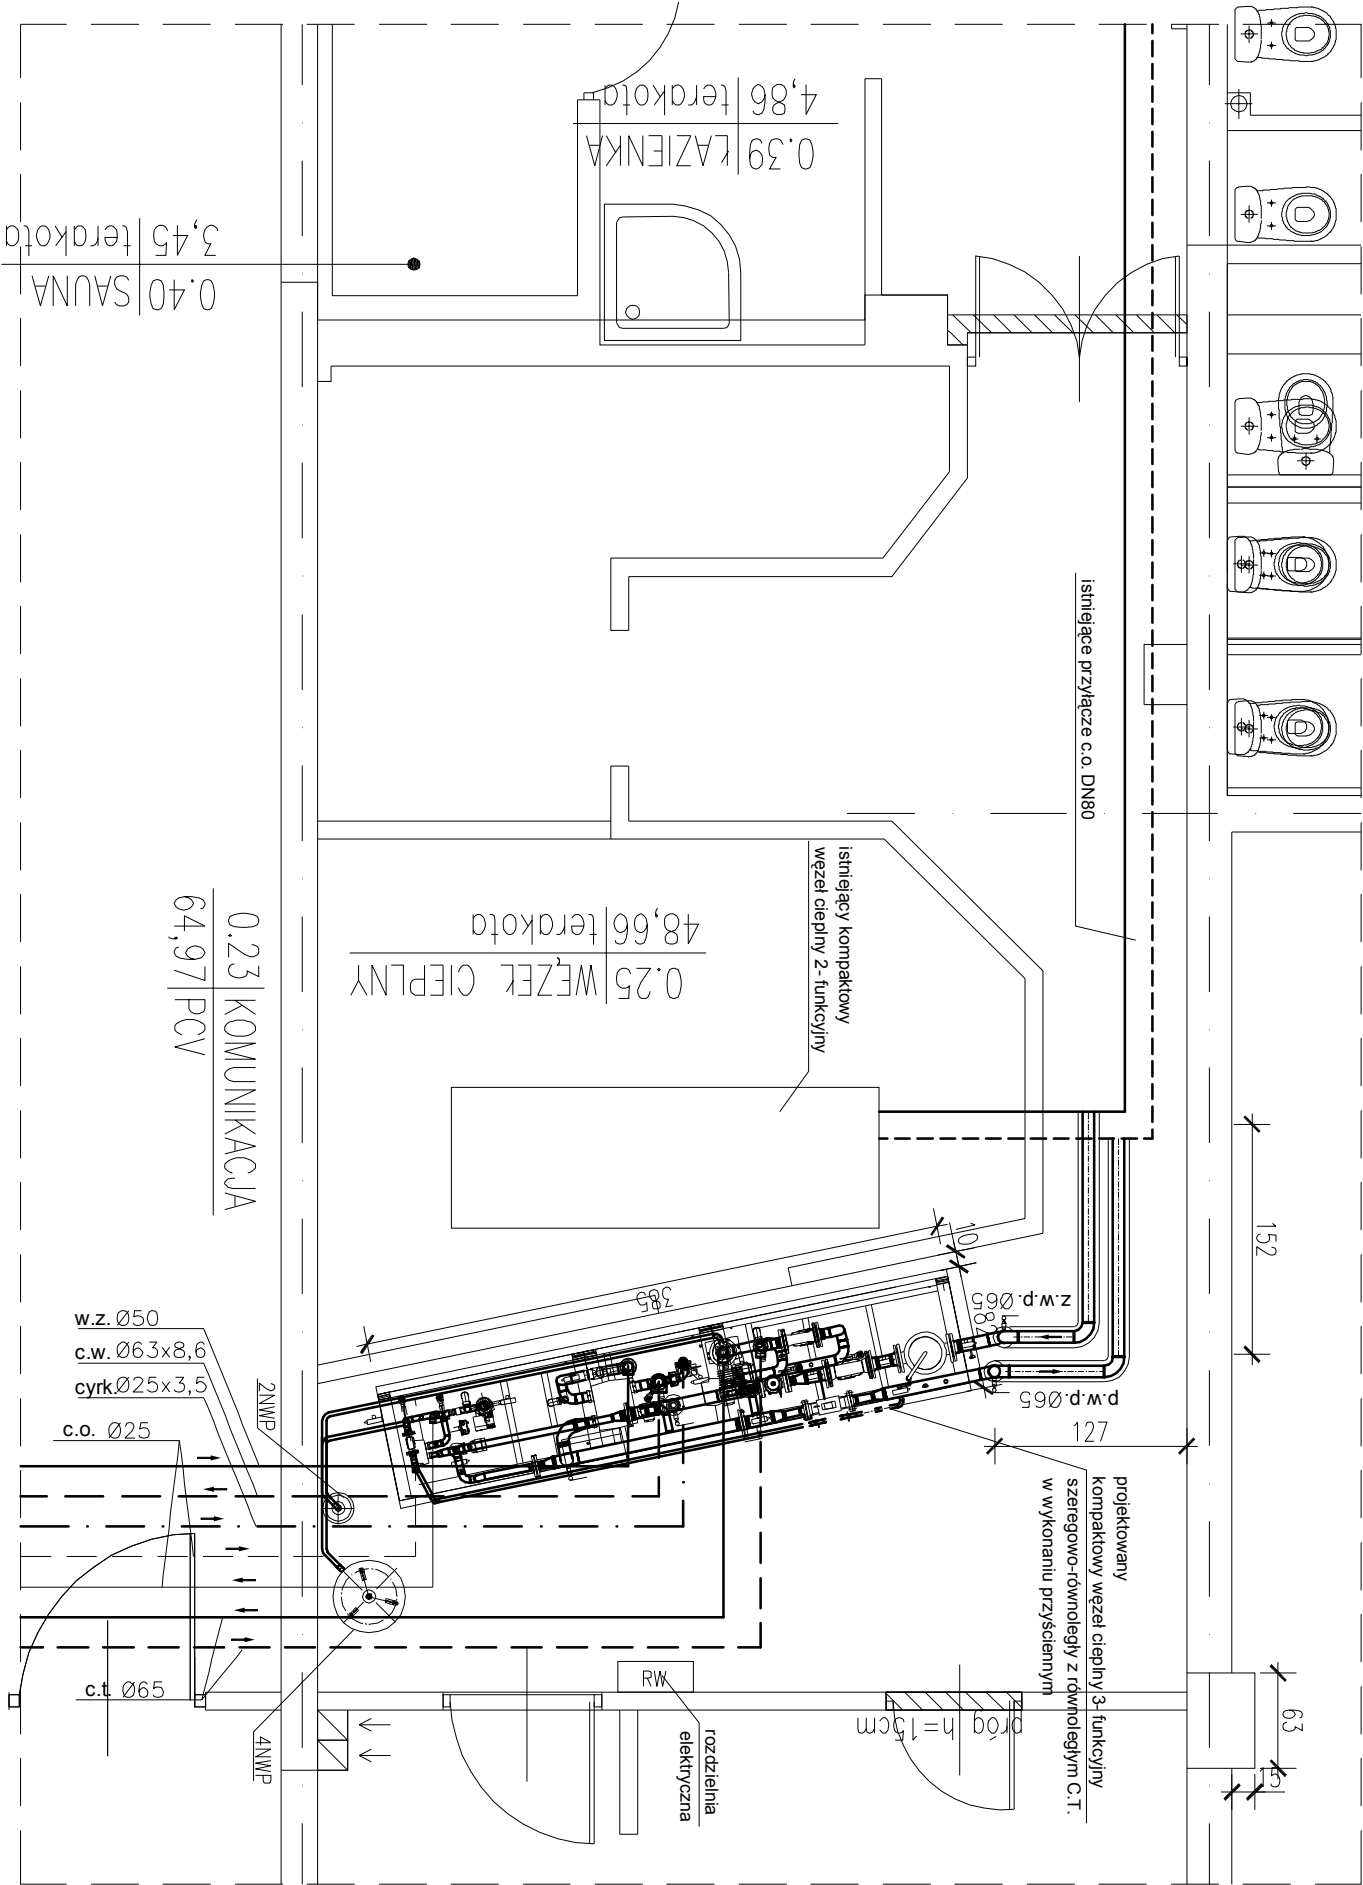 4,86 terakota
0.39 ŁAZIENKA
3,45 terakota
0.40 SAUNA
istniejące przyłącze c.o. DN80
istniejący kompaktowy
węzeł cieplny 2- funkcyjny
48,66 terakota
0.25 WĘZEŁ CIEPLNY
0.23 KOMUNIKACJA
64,97 PCV
152
10
385
z.w.p. Ø65
p.w.p. Ø65
127
w.z. Ø50
c.w. Ø63x8,6
cyrk.Ø25x3,5
c.o. Ø25
2NWP
projektowany
kompaktowy węzeł cieplny 3- funkcyjny
szeregowo-równoległy z równoległym C.T.
w wykonaniu przyściennym
c.t. Ø65
4NWP
RW
rozdzielnia
elektryczna
próg h=15cm
63
15